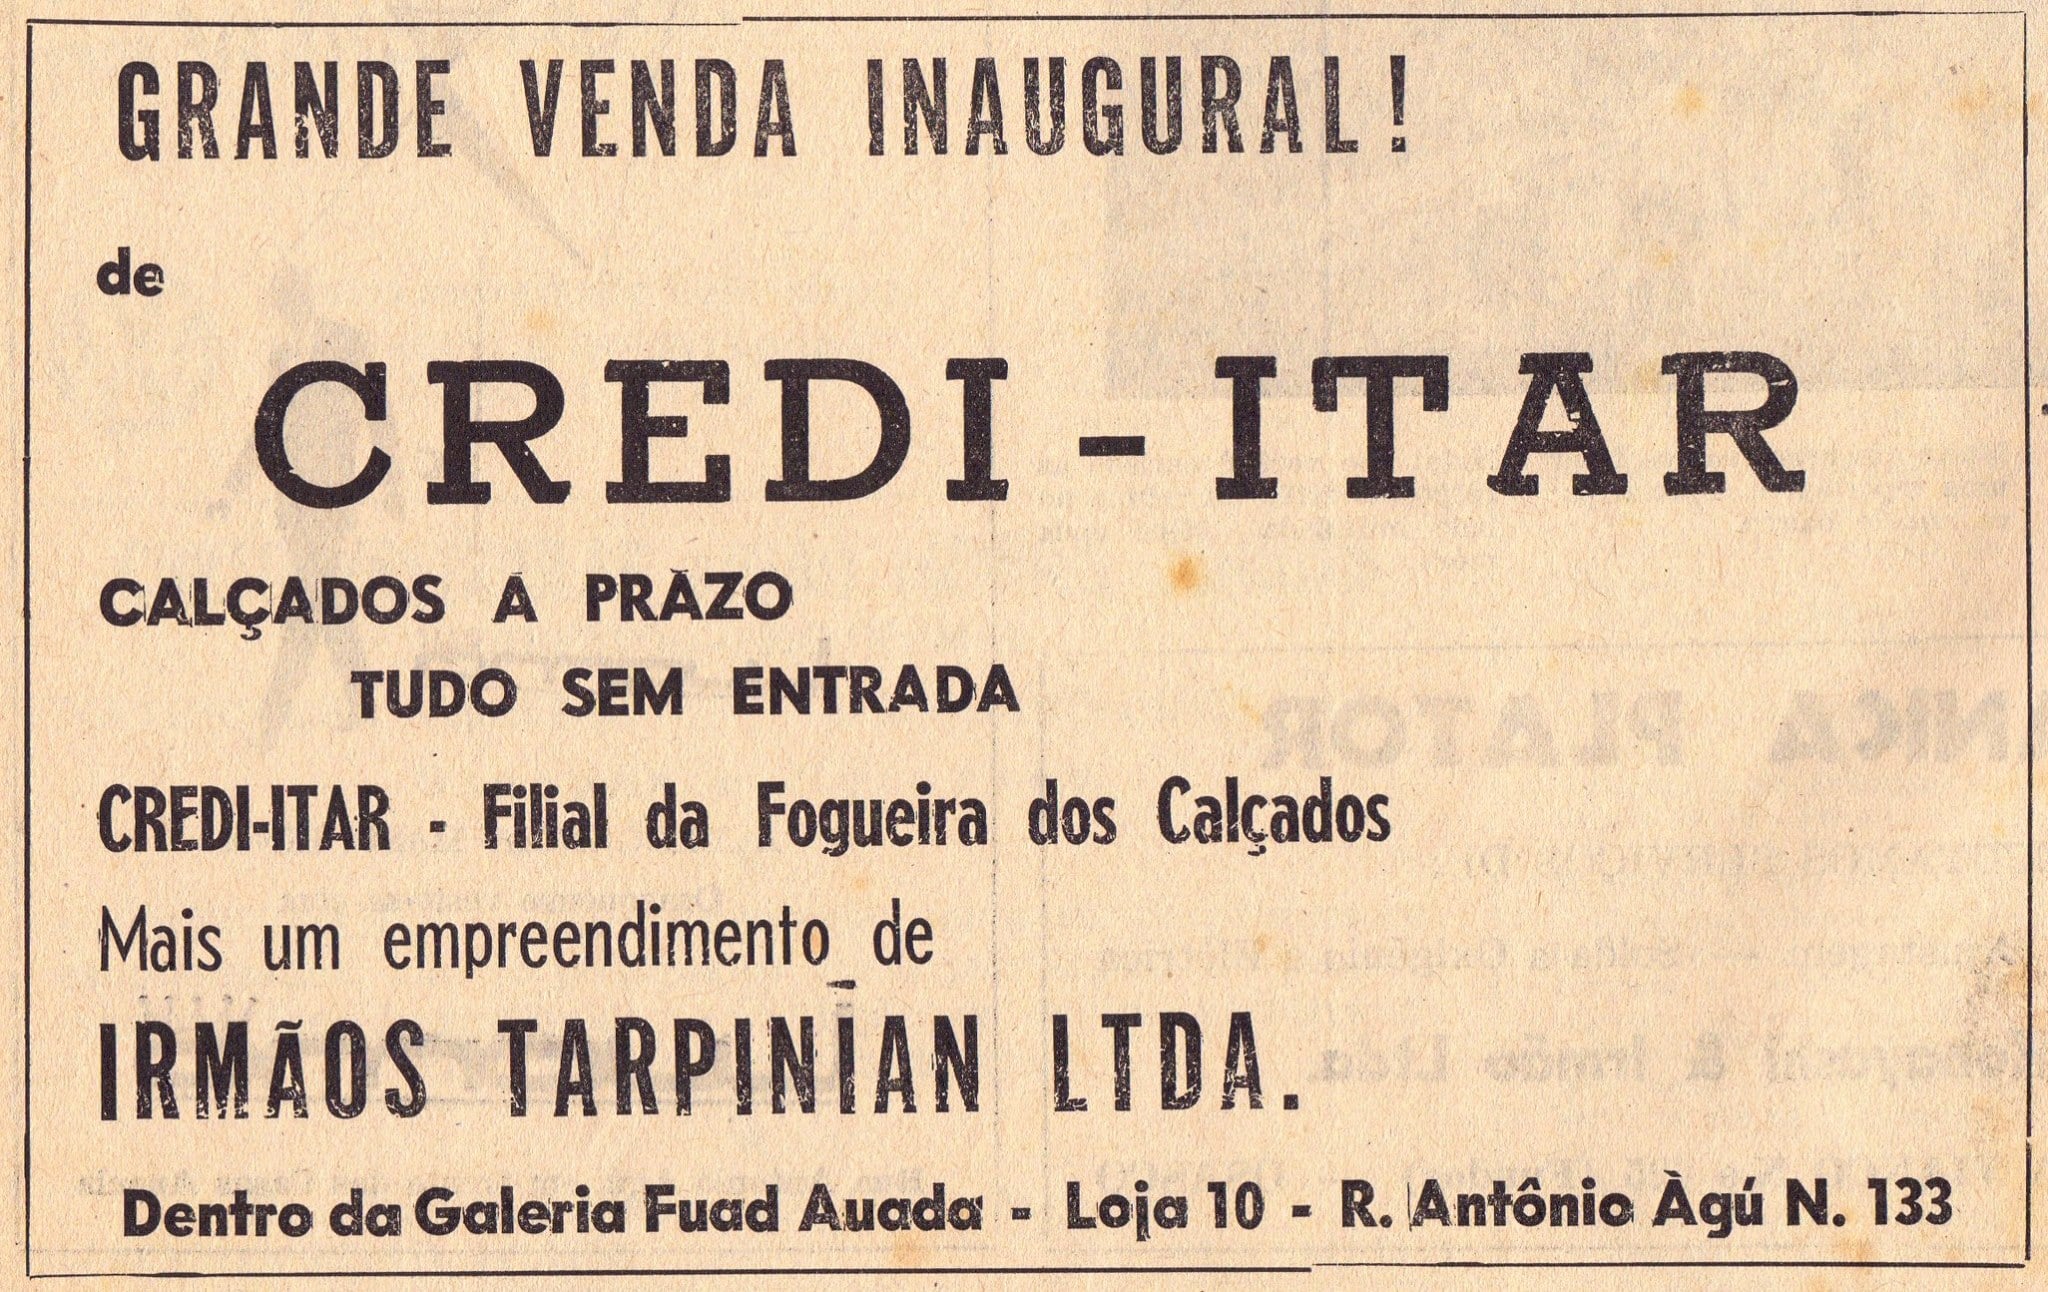 GRANDE VENDA INAUGURAL!
de
CREDI-ITAR
CALÇADOS A PRAZO
TUDO SEM ENTRADA
CREDI-ITAR - Filial da Fogueira dos Calçados
Mais um empreendimento de
IRMÃOS TARPINIAN LTDA.
Dentro da Galeria Fuad Auada - Loja 10 - R. Antônio Àgú N. 133